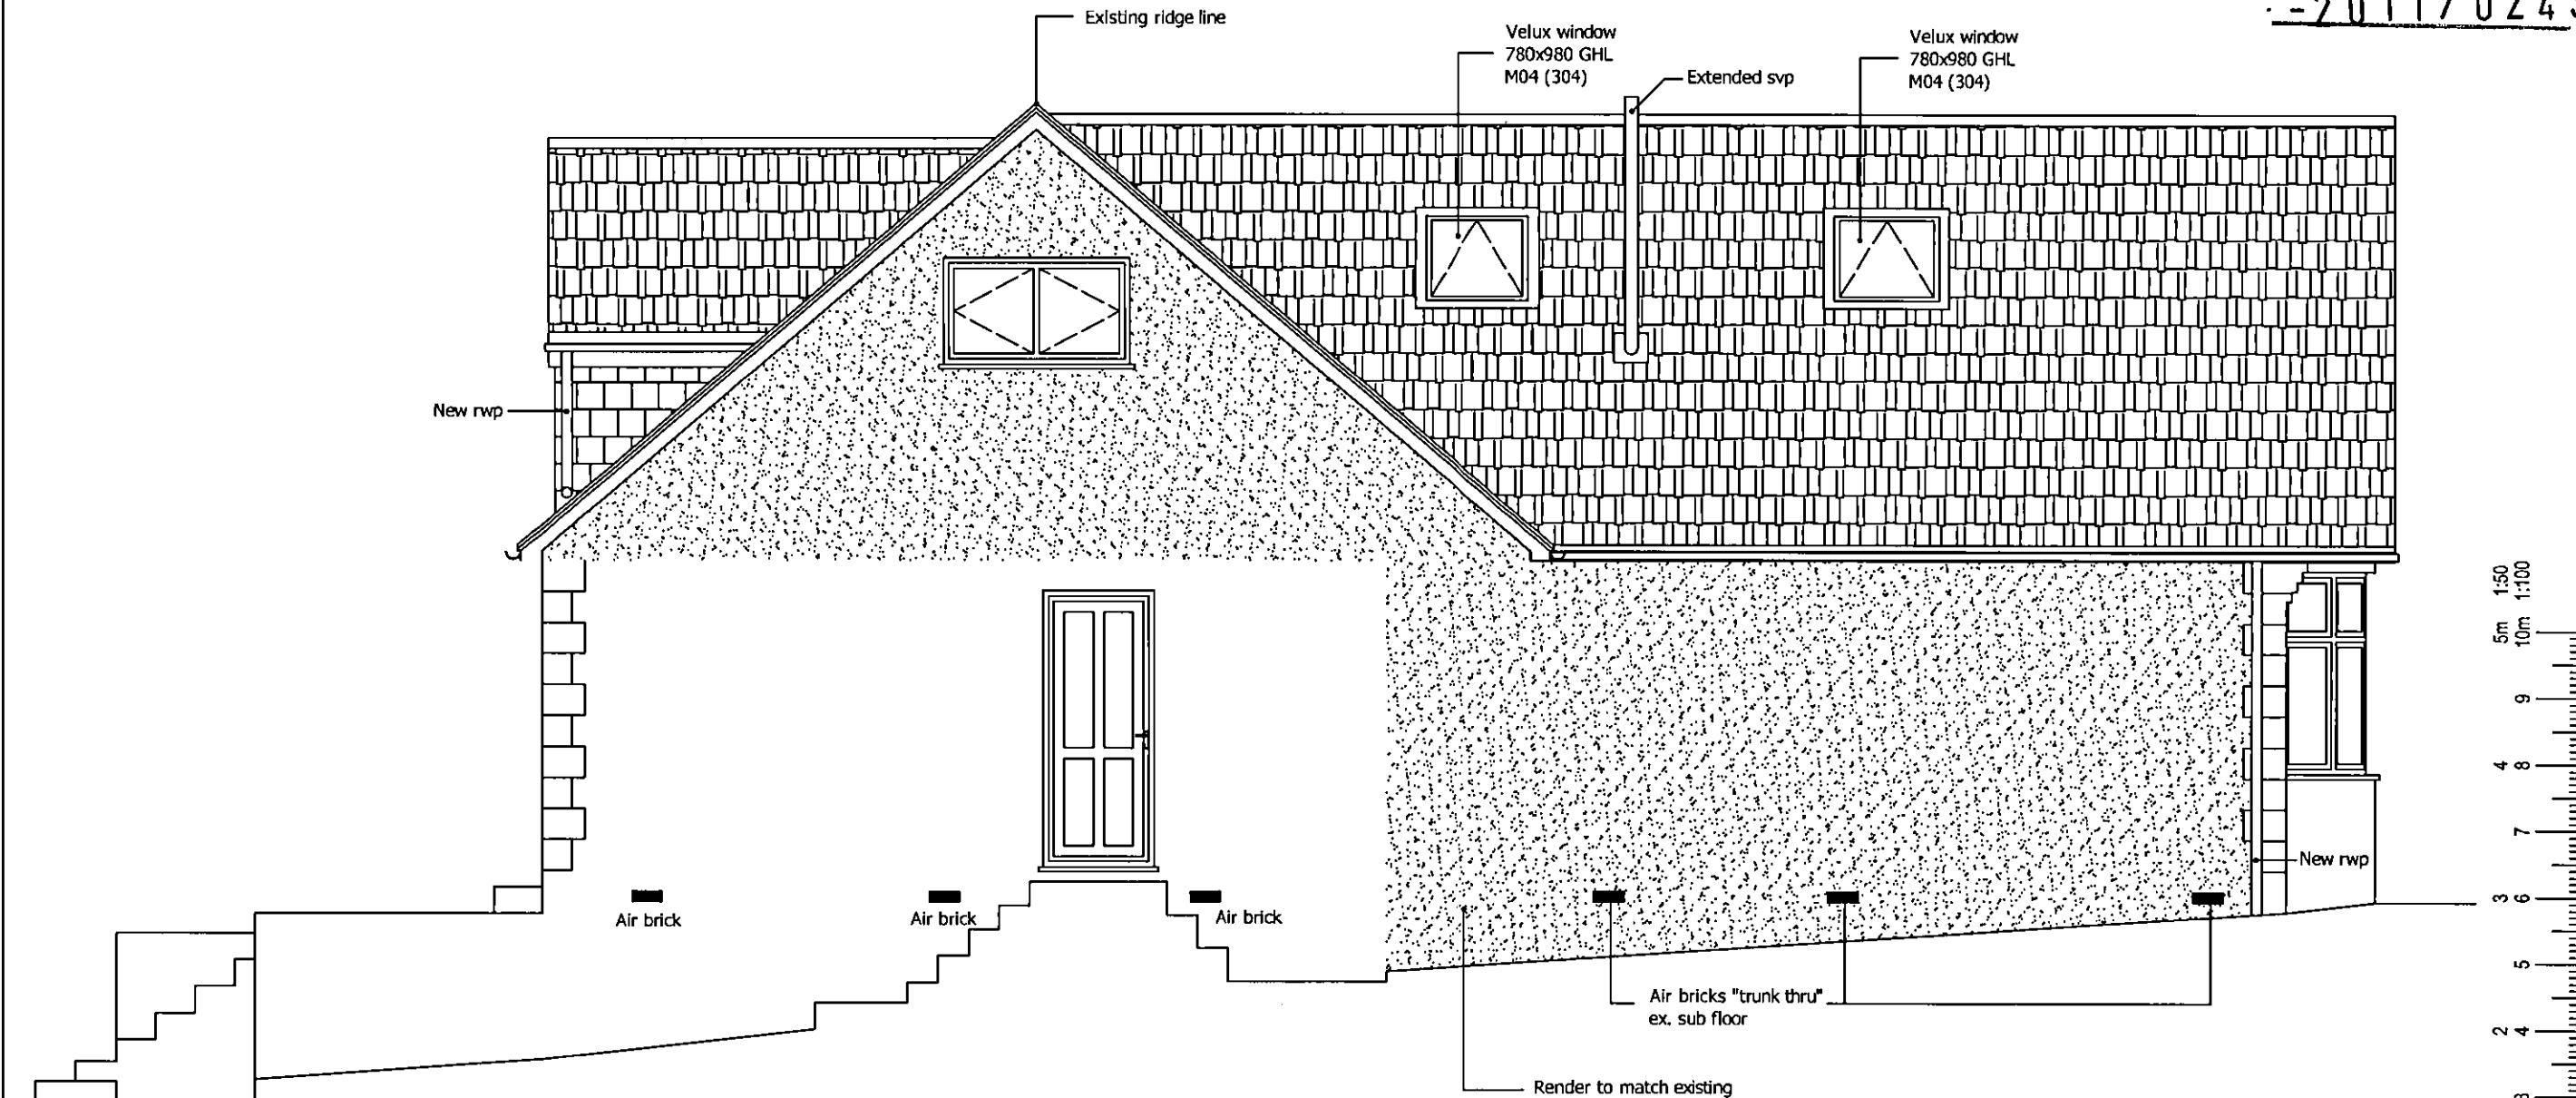 Existing ridge line
Velux window
780x980 GHL
M04 (304)
Extended svp
Velux window
780x980 GHL
M04 (304)
New rwp
Air brick
Air brick
Air brick
New rwp
Air bricks "trunk thru"
ex. sub floor
Render to match existing
1:50 1:100
5m 10m
9
4 8
7
3 6
5
2 4